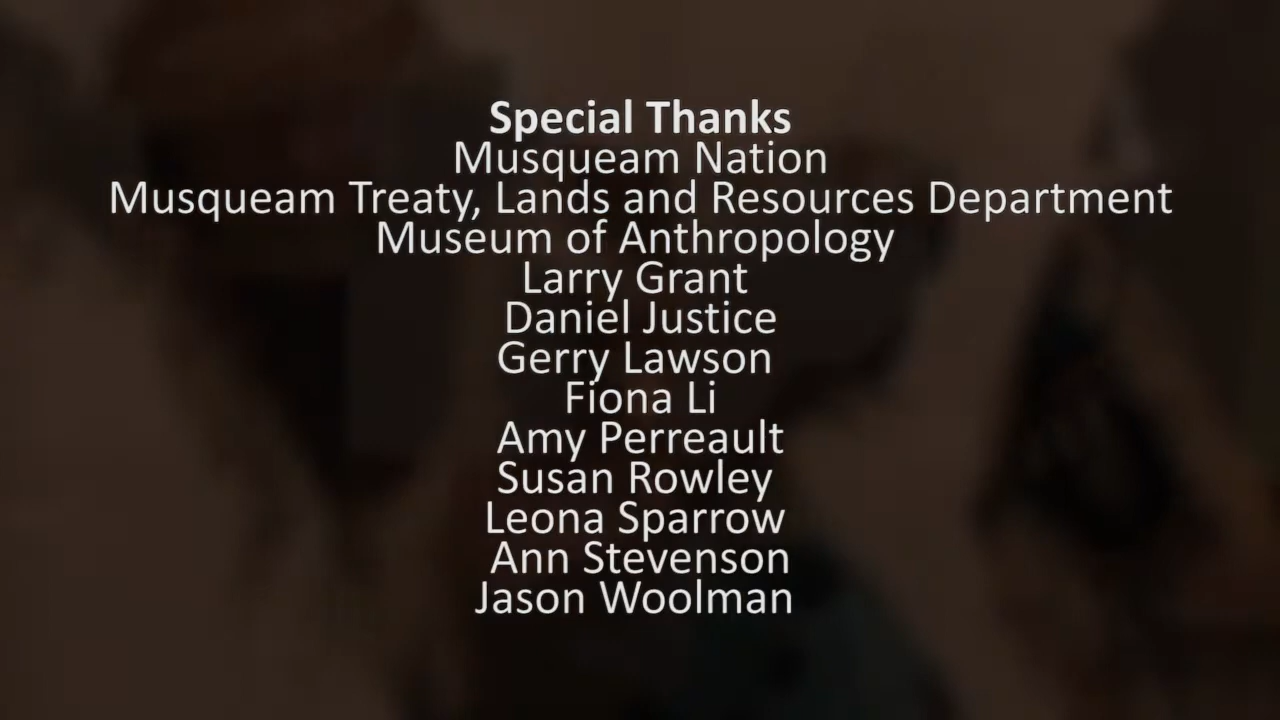 Special Thanks
Musqueam Nation
Musqueam Treaty, Lands and Resources Department
Museum of Anthropology
Larry Grant
Daniel Justice
Gerry Lawson
Fiona Li
Amy Perreault
Susan Rowley
Leona Sparrow
Ann Stevenson
Jason Woolman